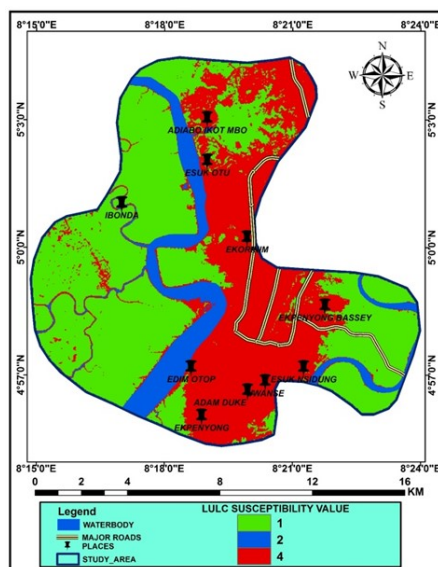 8°15'0"E 8°18'0"E 8°21'0"E 8°24'0"E
N
W E
S
5°3'0"N 5°3'0"N
ADIABO IKOT MBO
ESUK OTU
IBONDA
EKORINIM
5°0'0"N 5°0'0"N
EKPENYONG BASSEY
EDIM OTOP ESUK NSIDUNG
4°57'0"N 4°57'0"N
ADAM DUKE
EKPENYONG
8°15'0"E 8°18'0"E 8°21'0"E 8°24'0"E
0 2 4 8 12 16
KM
Legend LULC SUSCEPTIBILITY VALUE
WATERBODY 1
MAJOR ROADS 2
PLACES
STUDY_AREA 4